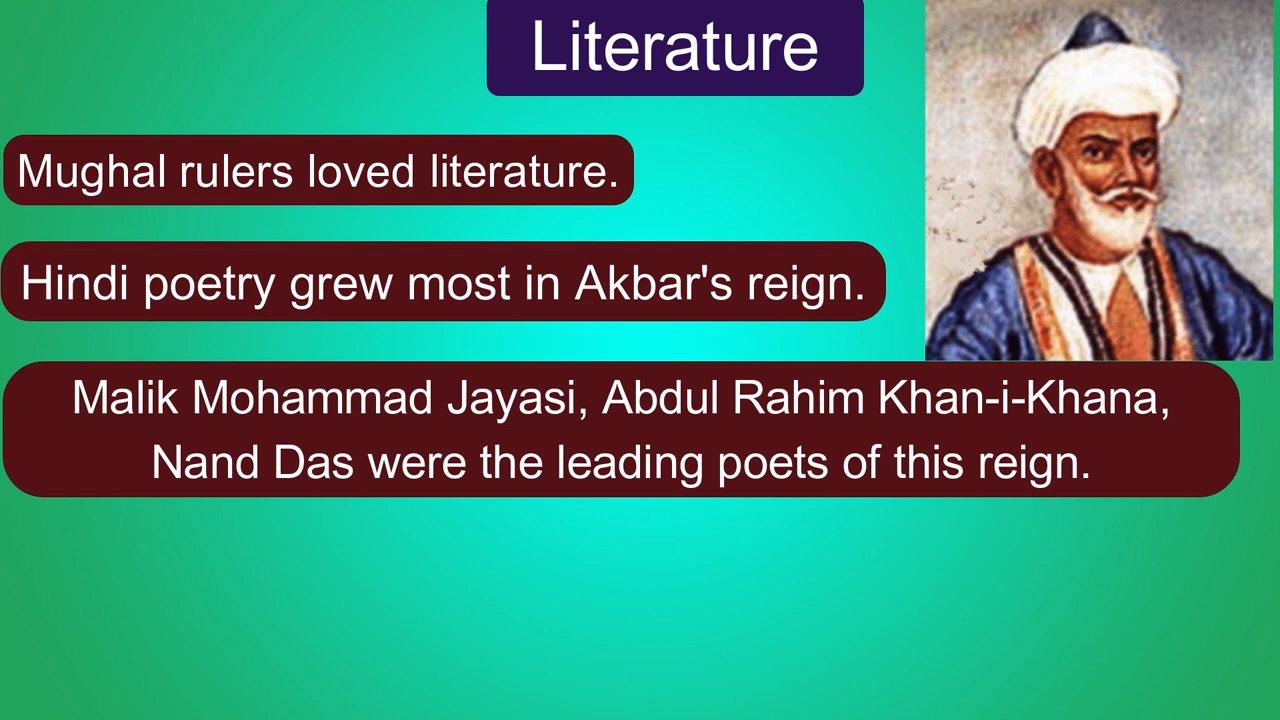 Literature
Mughal rulers loved literature.
Hindi poetry grew most in Akbar's reign.
Malik Mohammad Jayasi, Abdul Rahim Khan-i-Khana,
Nand Das were the leading poets of this reign.